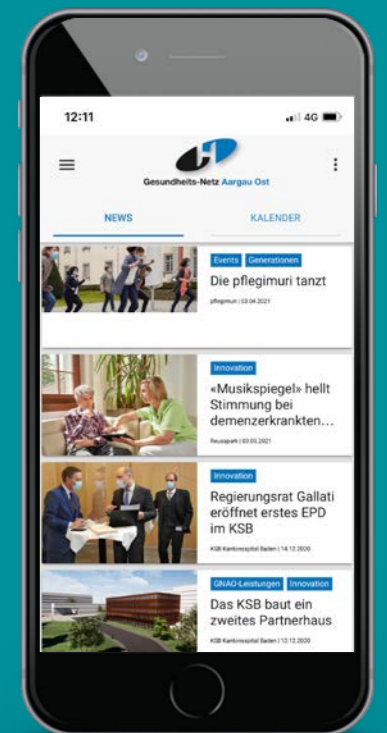 12:11
4G
Gesundheits-Netz Aargau Ost
NEWS
KALENDER
Events
Generationen
Die pflegimuri tanzt
pflegimuri | 03.04.2021
Innovation
«Musikspiegel» hellt
Stimmung bei
demenzerkrankten...
Reusspark | 03.03.2021
Innovation
Regierungsrat Gallati
eröffnet erstes EPD
im KSB
KSB Kantonsspital Baden | 14.12.2020
GNAO-Leistungen
Innovation
Das KSB baut ein
zweites Partnerhaus
KSB Kantonsspital Baden | 12.12.2020